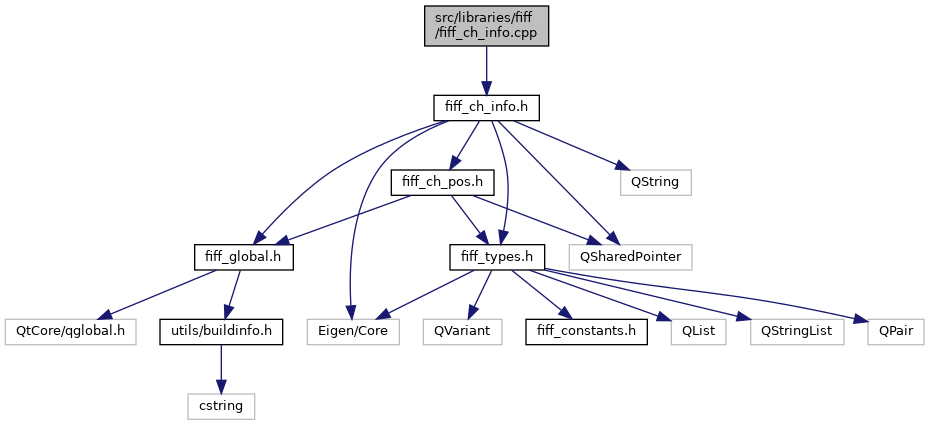 src/libraries/fiff
/fiff_ch_info.cpp
fiff_ch_info.h
fiff_ch_pos.h
QString
fiff_global.h
fiff_types.h
QSharedPointer
QtCore/qglobal.h
utils/buildinfo.h
Eigen/Core
QVariant
fiff_constants.h
QList
QStringList
QPair
cstring